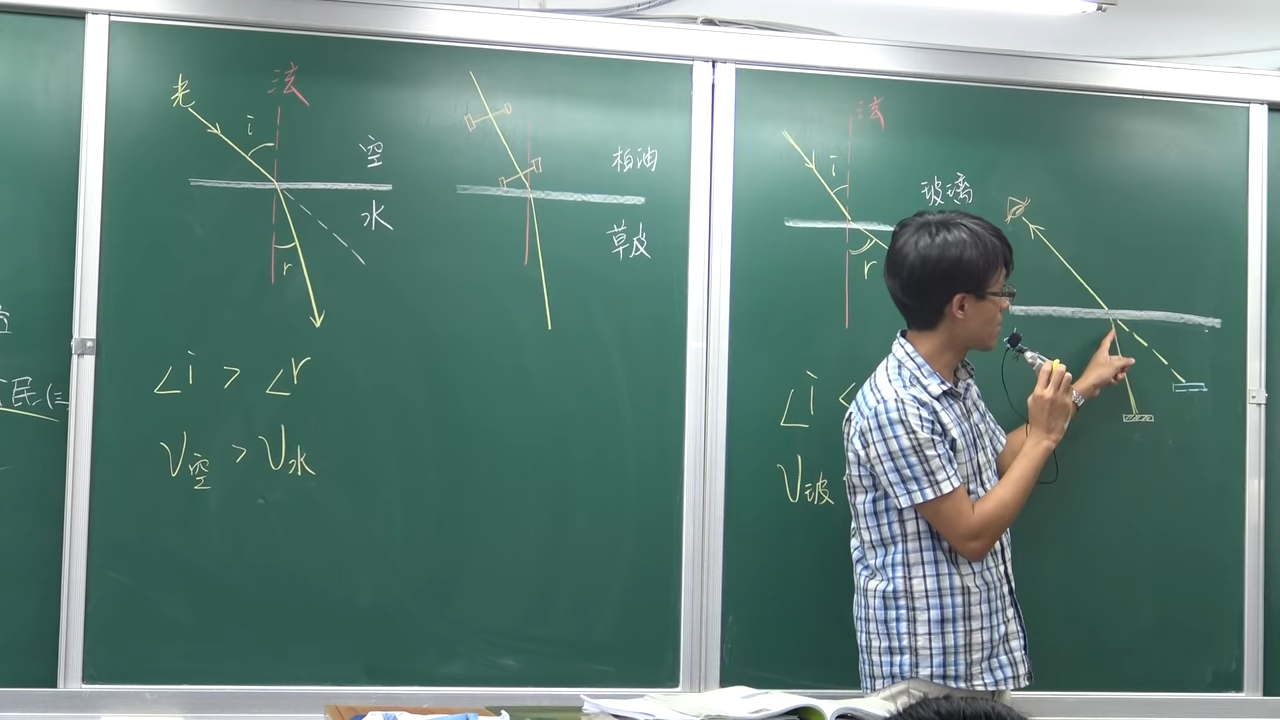 光
法
i
空
水
r
∠i > ∠r
V空 > V水
柏油
草皮
法
i
玻璃
r
∠i <
V玻